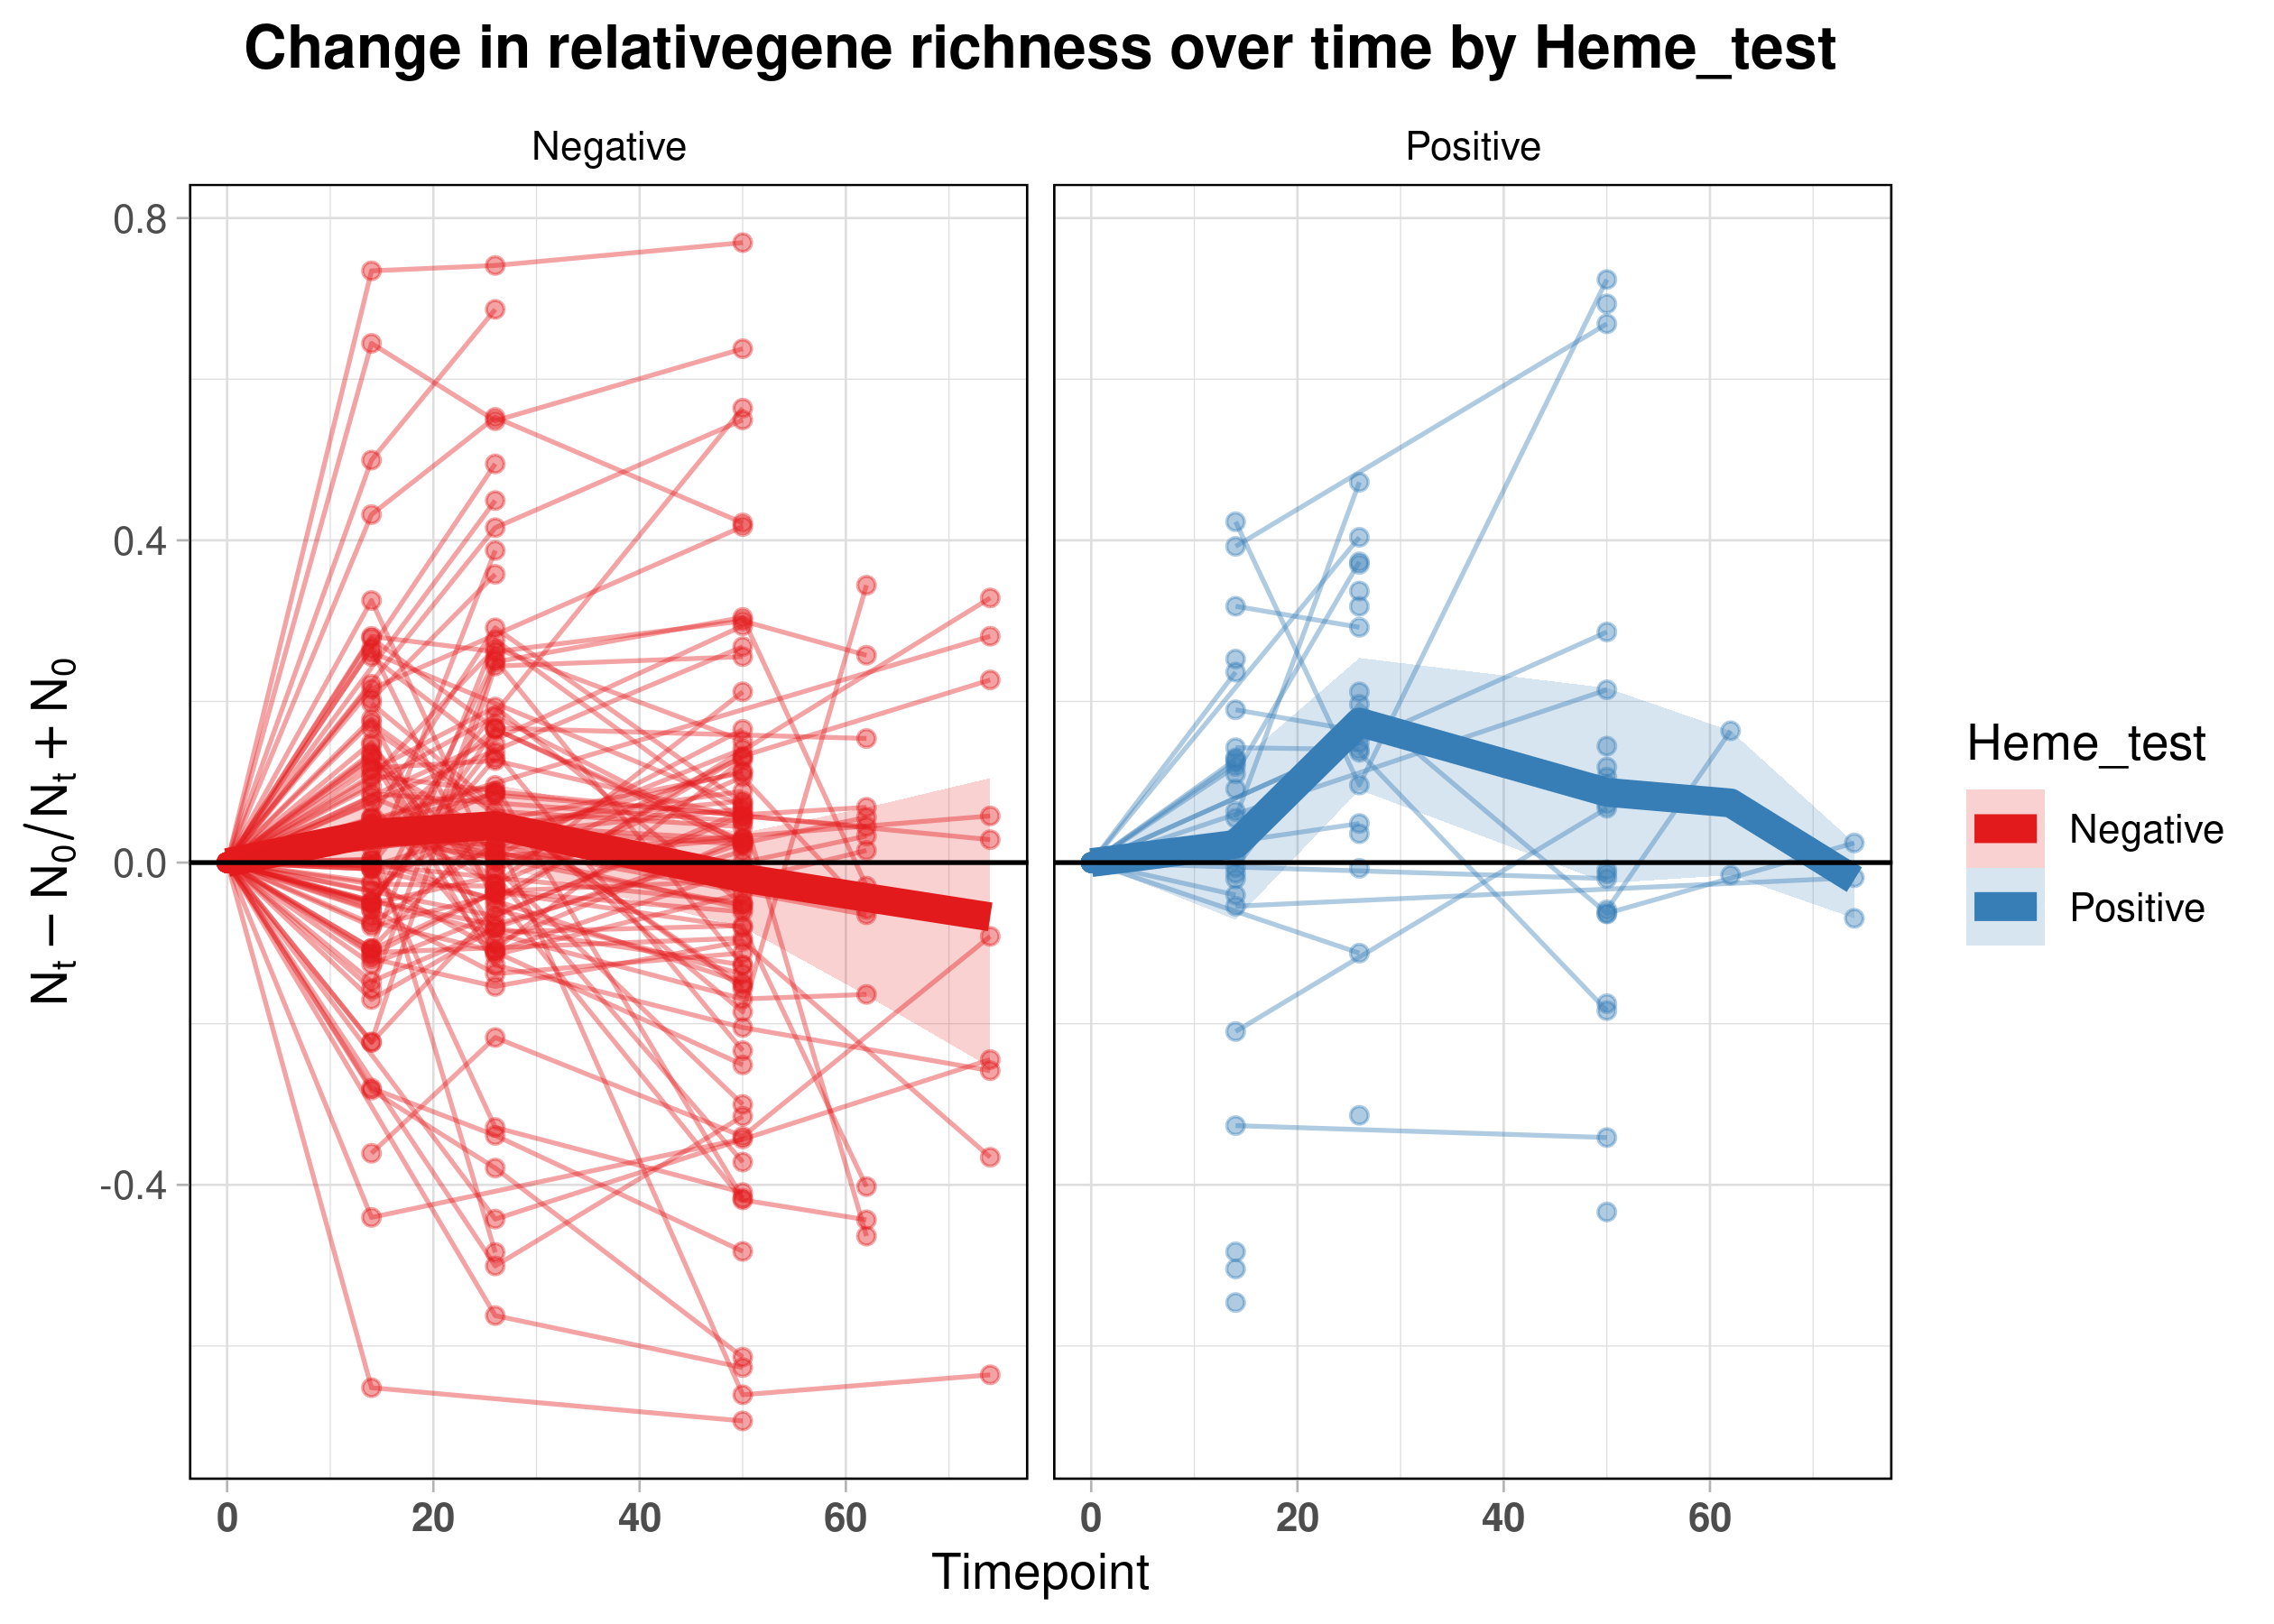 Change in relativegene richness over time by Heme_test
Negative
Positive
0.8
0.4
0.0
-0.4
Nt − N0/Nt + N0
0
20
40
60
0
20
40
60
Timepoint
Heme_test
Negative
Positive